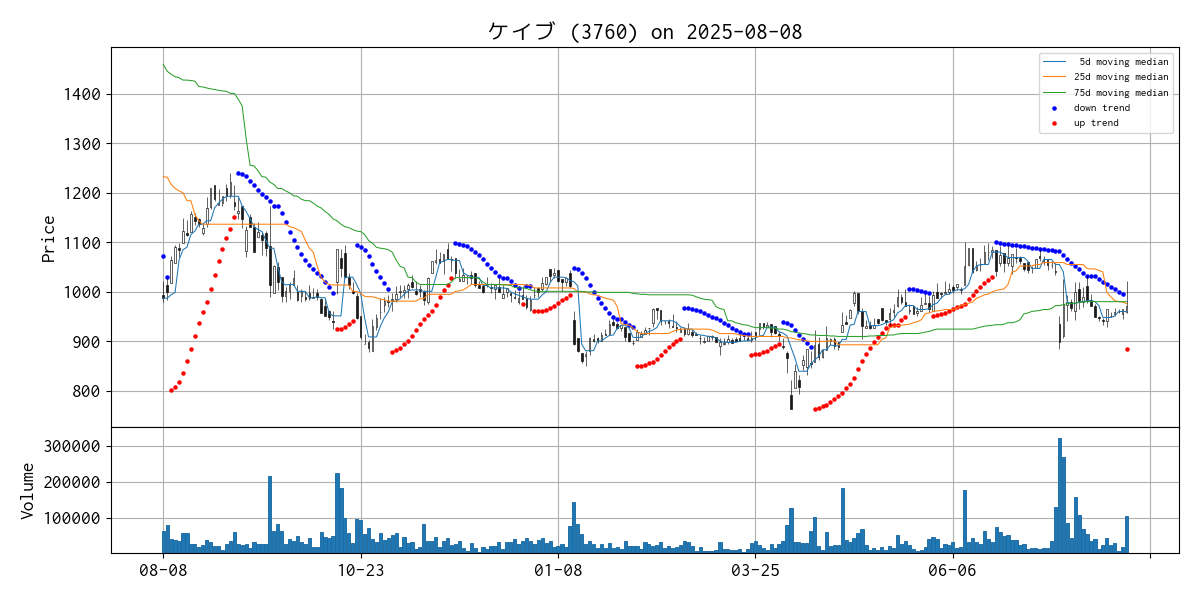 ケイブ (3760) on 2025-08-08
5d moving median
25d moving median
75d moving median
down trend
up trend
Price
1400
1300
1200
1100
1000
900
800
Volume
300000
200000
100000
08-08
10-23
01-08
03-25
06-06